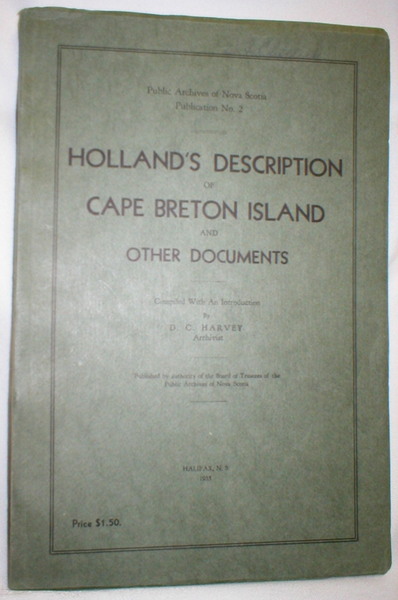 Public Archives of Nova Scotia
Publication No. 2
HOLLAND'S DESCRIPTION
OF
CAPE BRETON ISLAND
AND
OTHER DOCUMENTS
Compiled With An Introduction
By
D. C. HARVEY
Archivist
Published by authority of the Board of Trustees of the
Public Archives of Nova Scotia
HALIFAX, N. S.
1935
Price $1.50.